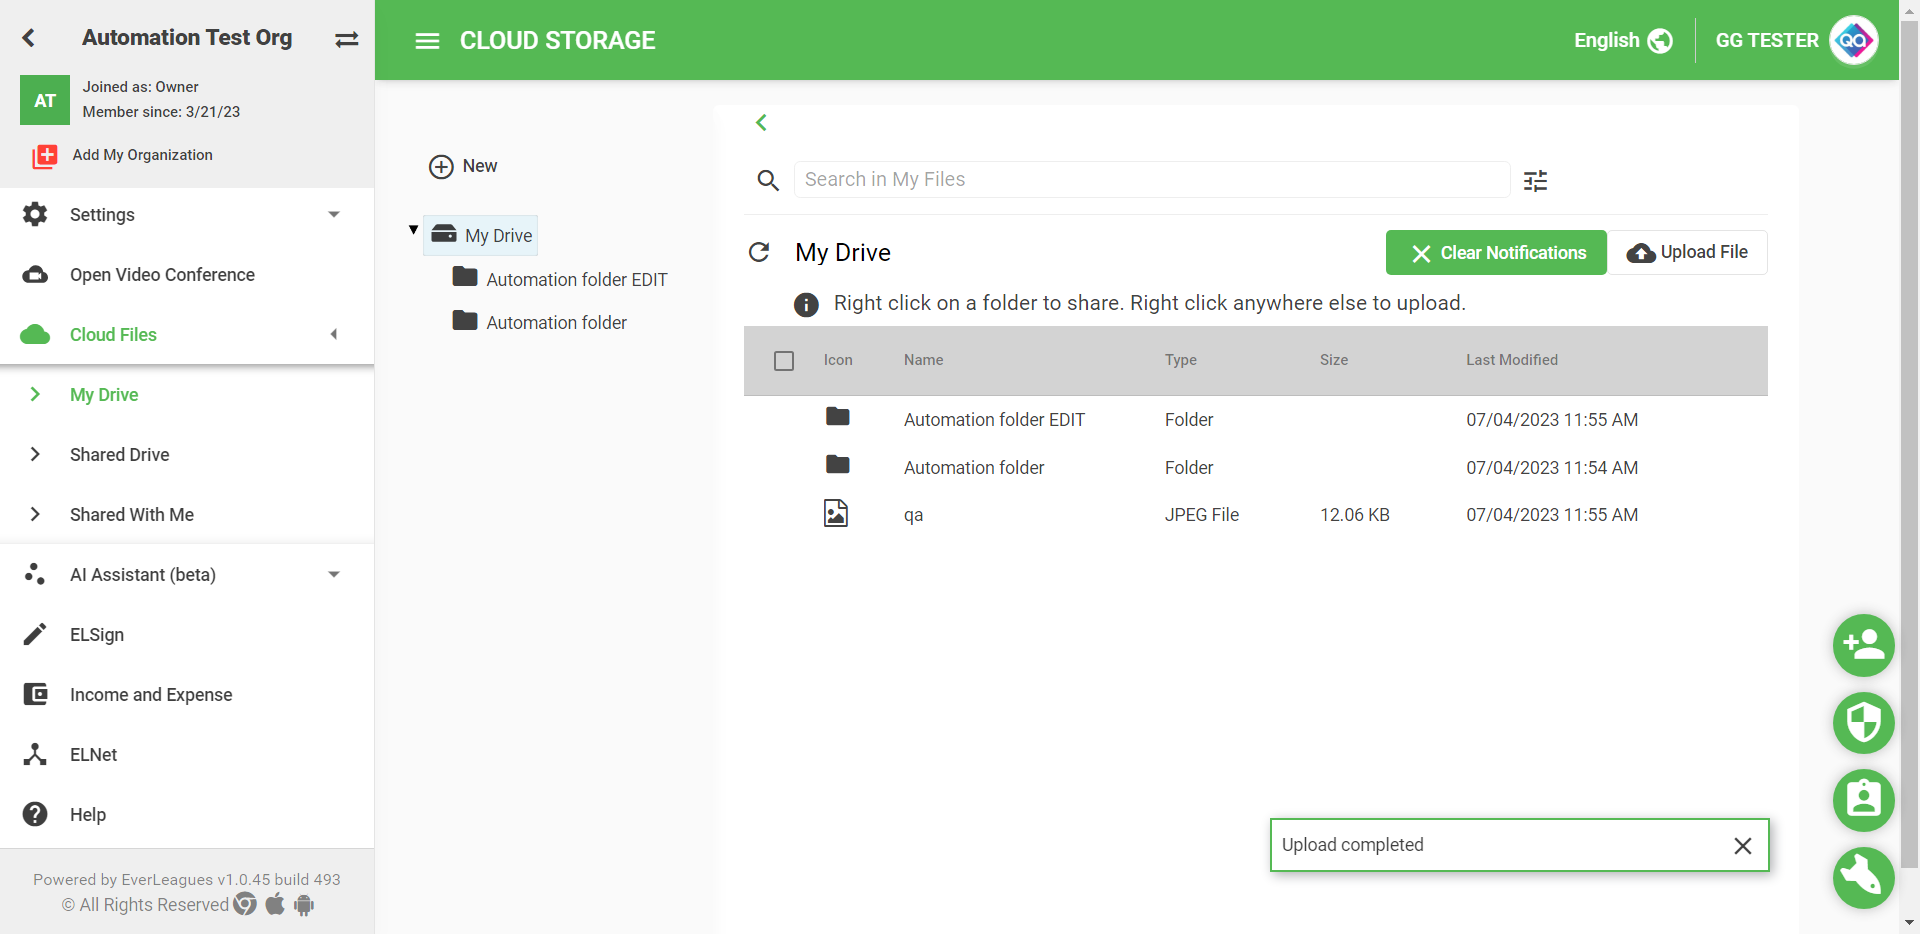 Automation Test Org
AT
Joined as: Owner
Member since: 3/21/23
Add My Organization
Settings
Open Video Conference
Cloud Files
My Drive
Shared Drive
Shared With Me
AI Assistant (beta)
ELSign
Income and Expense
ELNet
Help
Powered by EverLeagues v1.0.45 build 493
© All Rights Reserved
CLOUD STORAGE
English
GG TESTER
QA
New
My Drive
Automation folder EDIT
Automation folder
Search in My Files
My Drive
Clear Notifications
Upload File
Right click on a folder to share. Right click anywhere else to upload.
Icon Name Type Size Last Modified
Automation folder EDIT Folder 07/04/2023 11:55 AM
Automation folder Folder 07/04/2023 11:54 AM
qa JPEG File 12.06 KB 07/04/2023 11:55 AM
Upload completed